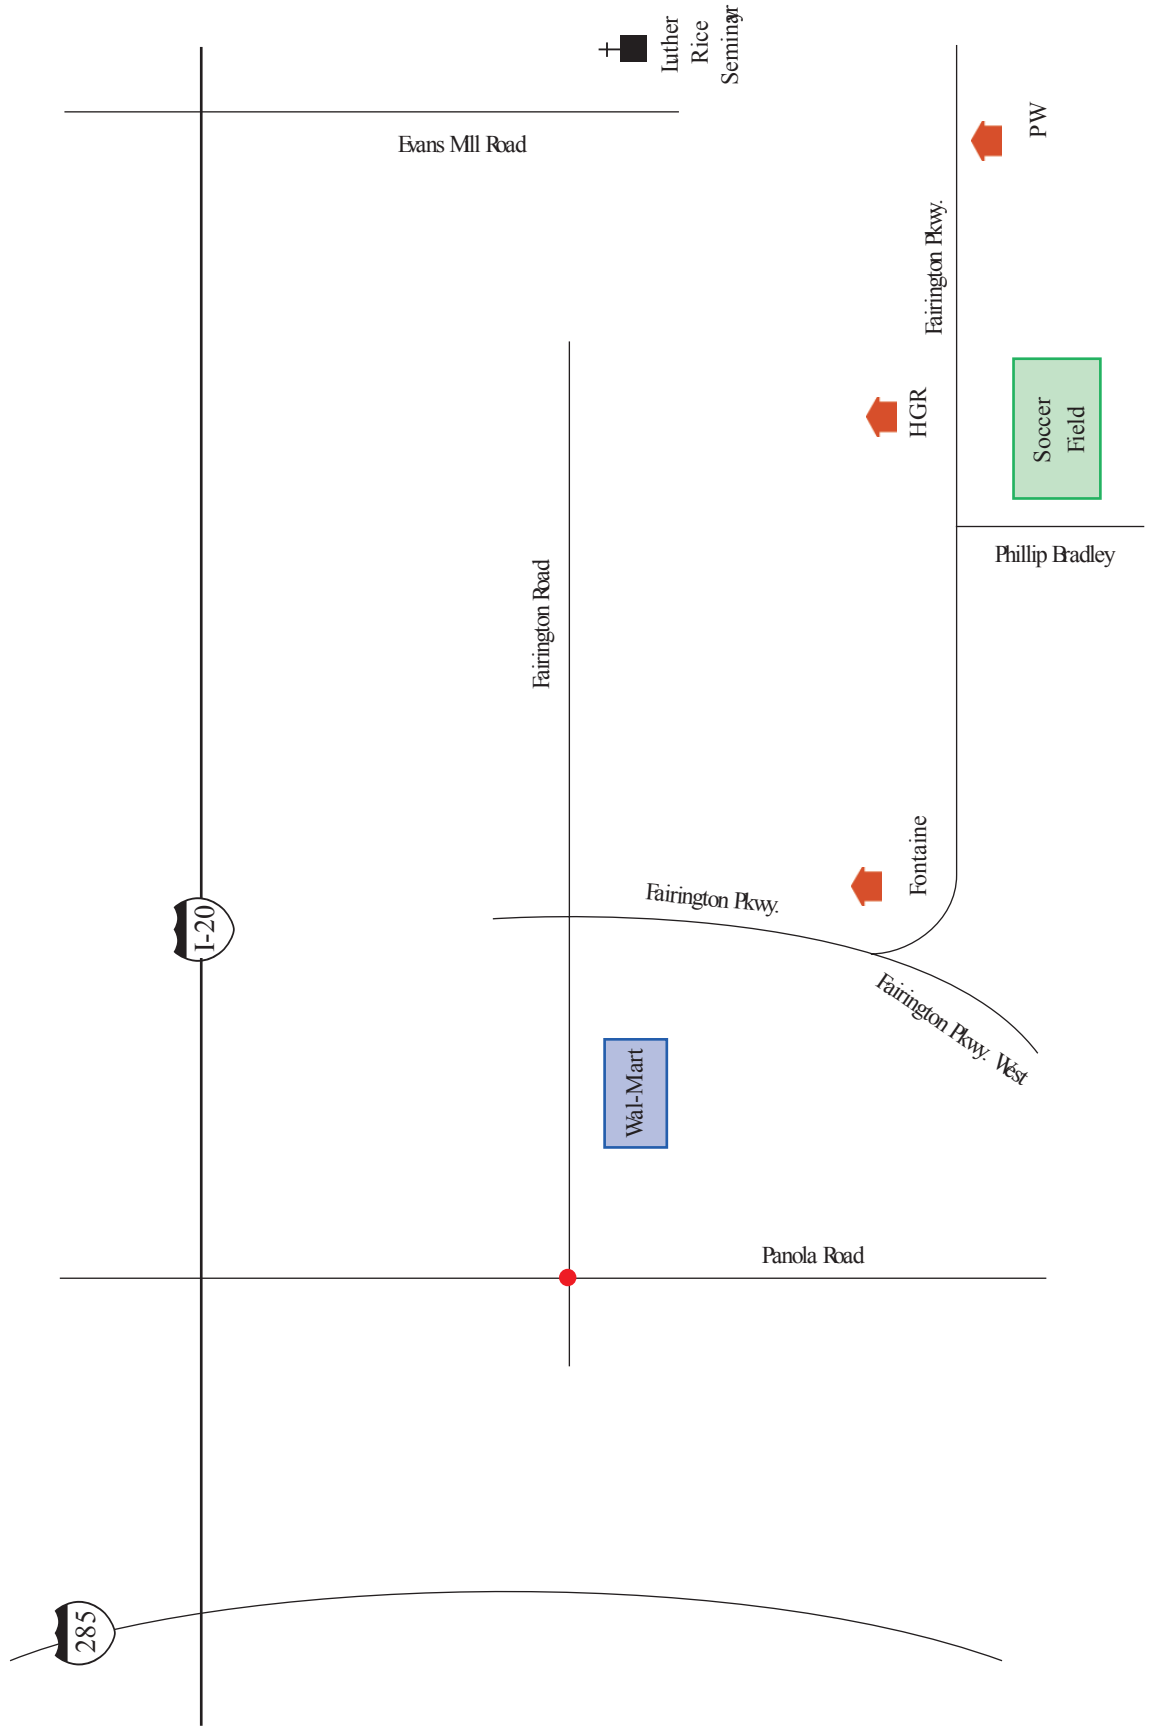 Luther
Rice
Seminary
Evans Mill Road
PW
Fairington Pkwy.
HGR
Soccer
Field
Phillip Bradley
Fairington Road
Fontaine
Fairington Pkwy.
I-20
Fairington Pkwy. West
Wal-Mart
Panola Road
285